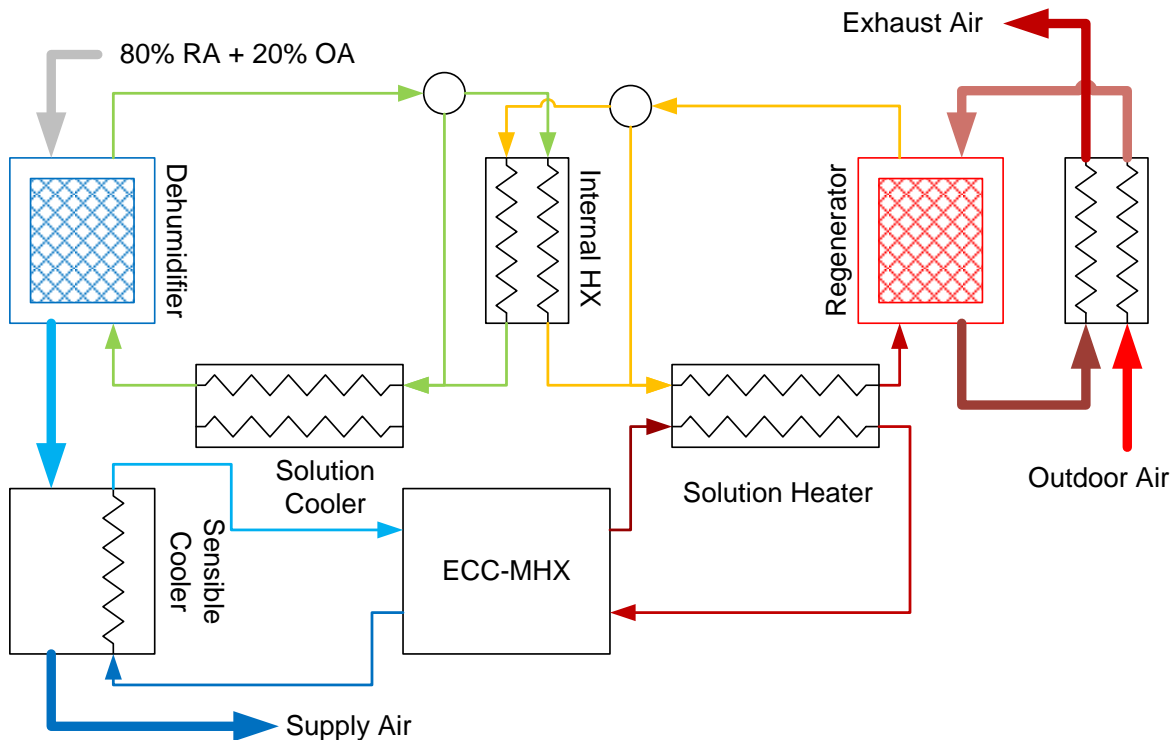 Exhaust Air
80% RA + 20% OA
Dehumidifier
Internal HX
Regenerator
Solution
Cooler
Solution Heater
Outdoor Air
Sensible
Cooler
ECC-MHX
Supply Air